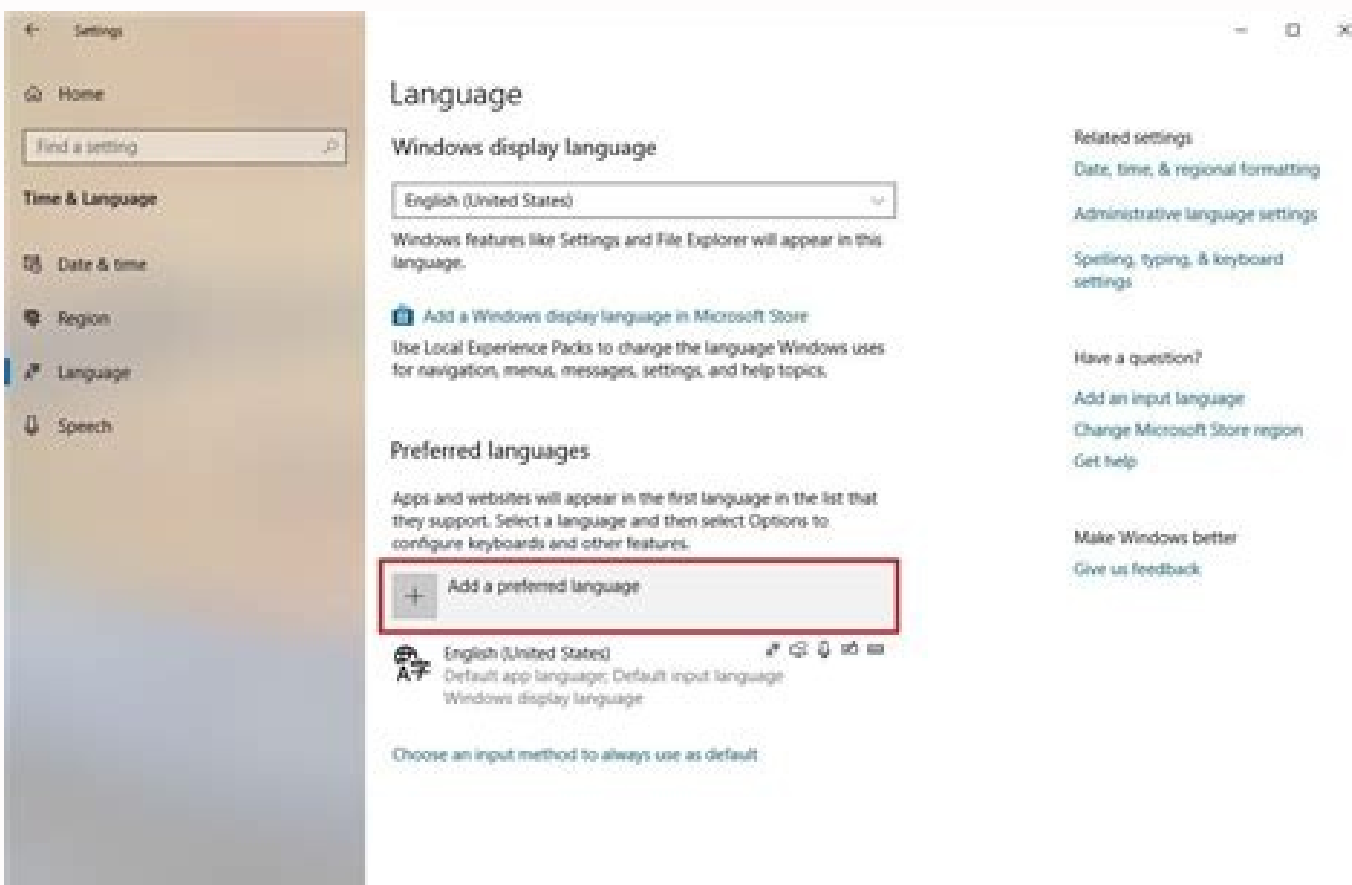 Settings
Home
Find a setting
Time & Language
Date & time
Region
Language
Speech
Language
Windows display language
English (United States)
Windows features like Settings and File Explorer will appear in this
language.
Add a Windows display language in Microsoft Store
Use Local Experience Packs to change the language Windows uses
for navigation, menus, messages, settings, and help topics.
Preferred languages
Apps and websites will appear in the first language in the list that
they support. Select a language and then select Options to
configure keyboards and other features.
Add a preferred language
English (United States)
Default app language; Default input language
Windows display language
Choose an input method to always use as default
Related settings
Date, time, & regional formatting
Administrative language settings
Spelling, typing, & keyboard
settings
Have a question?
Add an input language
Change Microsoft Store region
Get help
Make Windows better
Give us feedback